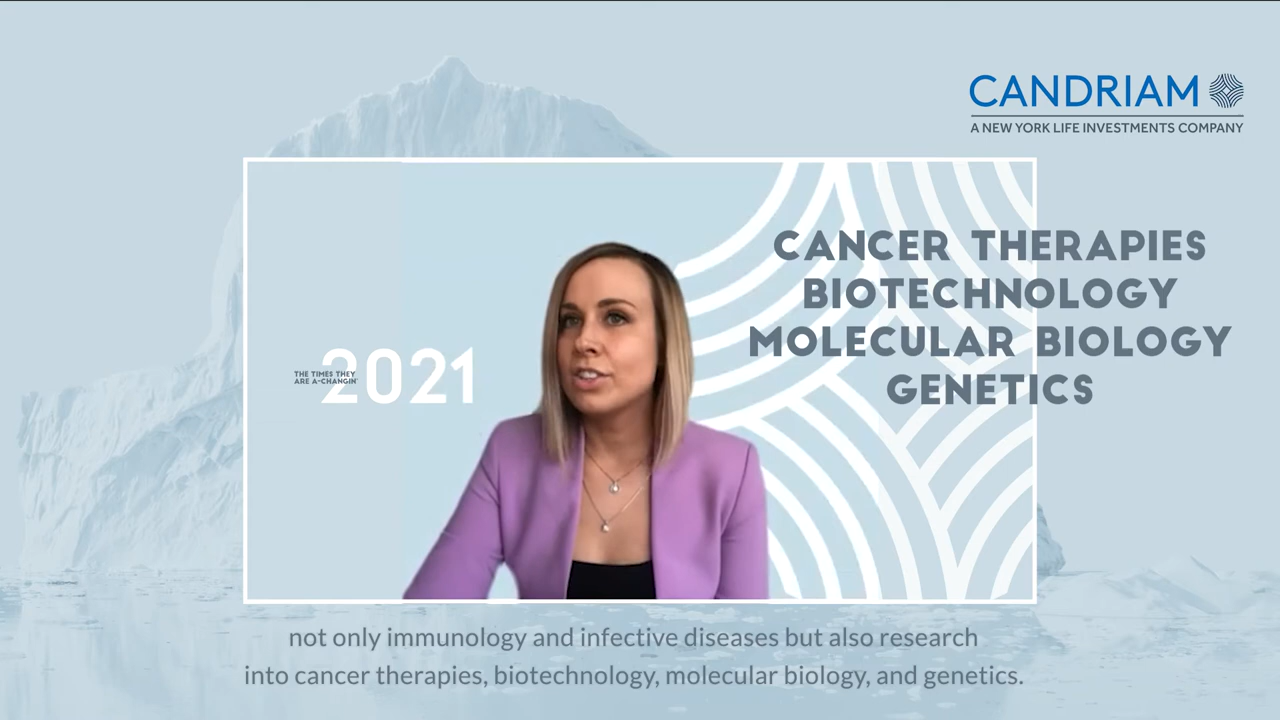 CANDRIAM
A NEW YORK LIFE INVESTMENTS COMPANY
CANCER THERAPIES
BIOTECHNOLOGY
MOLECULAR BIOLOGY
GENETICS
THE TIMES THEY
ARE A-CHANGIN'
2021
not only immunology and infective diseases but also research
into cancer therapies, biotechnology, molecular biology, and genetics.